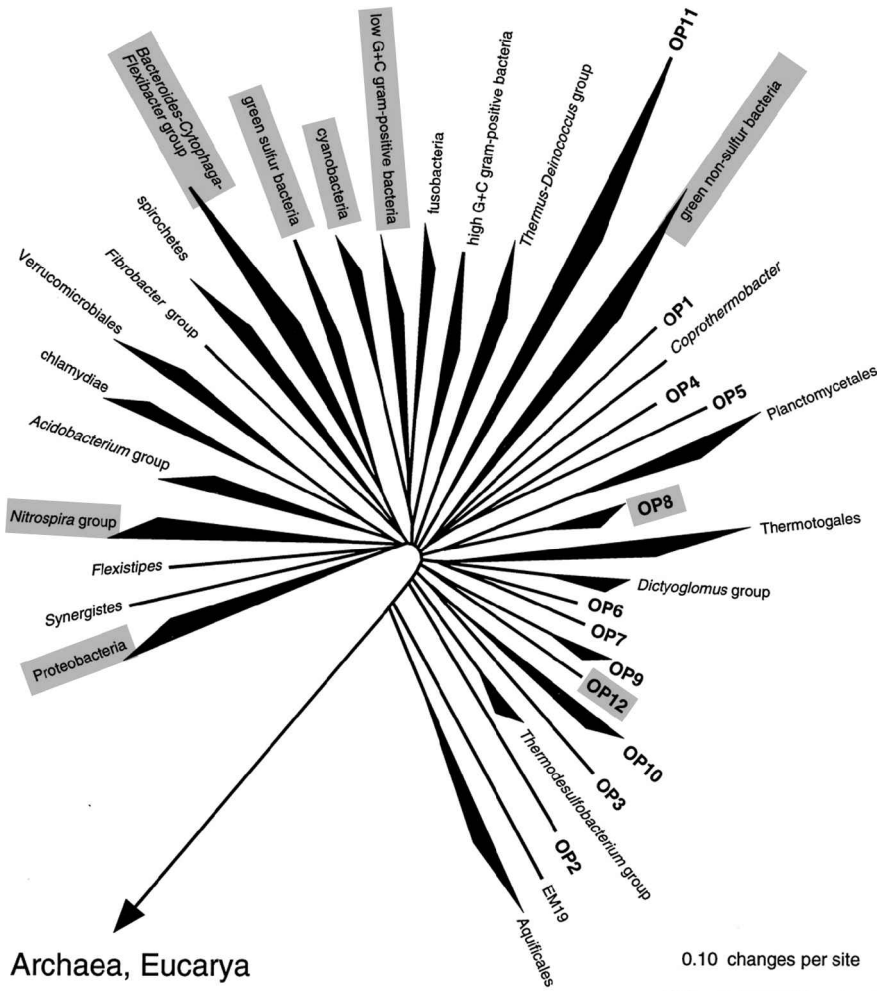 Bacteroides-Cytophaga-
Flexibacter group
green sulfur bacteria
cyanobacteria
low G+C gram-positive bacteria
fusobacteria
high G+C gram-positive bacteria
Thermus-Deinococcus group
OP11
green non-sulfur bacteria
spirochetes
Fibrobacter group
Verrucomicrobiales
chlamydiae
Acidobacterium group
Nitrospira group
Flexistipes
Synergistes
Proteobacteria
OP1
Coprothermobacter
OP4
OP5
Planctomycetales
OP8
Thermotogales
Dictyoglomus group
OP6
OP7
OP9
OP12
OP10
OP3
Thermodesulfobacterium group
OP2
EM19
Aquificales
Archaea, Eucarya
0.10 changes per site